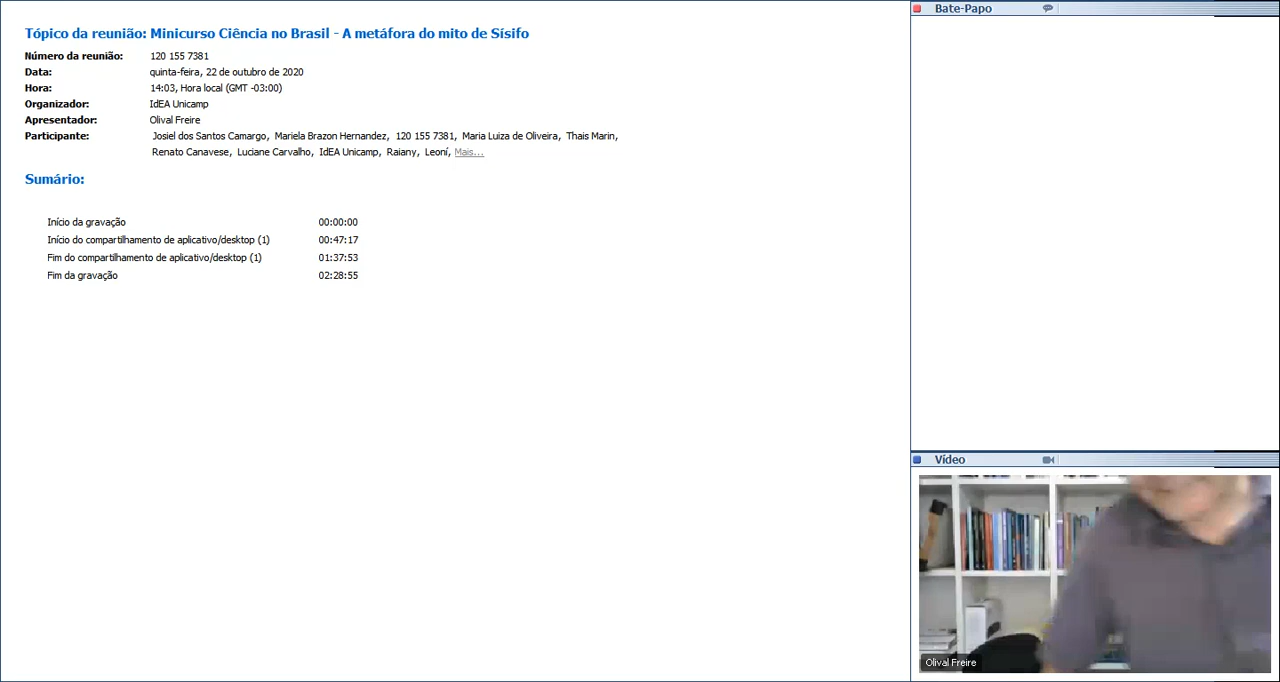 Tópico da reunião: Minicurso Ciência no Brasil - A metáfora do mito de Sísifo
Número da reunião: 120 155 7381
Data: quinta-feira, 22 de outubro de 2020
Hora: 14:03, Hora local (GMT -03:00)
Organizador: IdEA Unicamp
Apresentador: Olival Freire
Participante: Josiel dos Santos Camargo, Mariela Brazon Hernandez, 120 155 7381, Maria Luiza de Oliveira, Thais Marin,
Renato Canavese, Luciane Carvalho, IdEA Unicamp, Raiany, Leoní, Mais...
Sumário:
Início da gravação 00:00:00
Início do compartilhamento de aplicativo/desktop (1) 00:47:17
Fim do compartilhamento de aplicativo/desktop (1) 01:37:53
Fim da gravação 02:28:55
Bate-Papo
Vídeo
Olival Freire